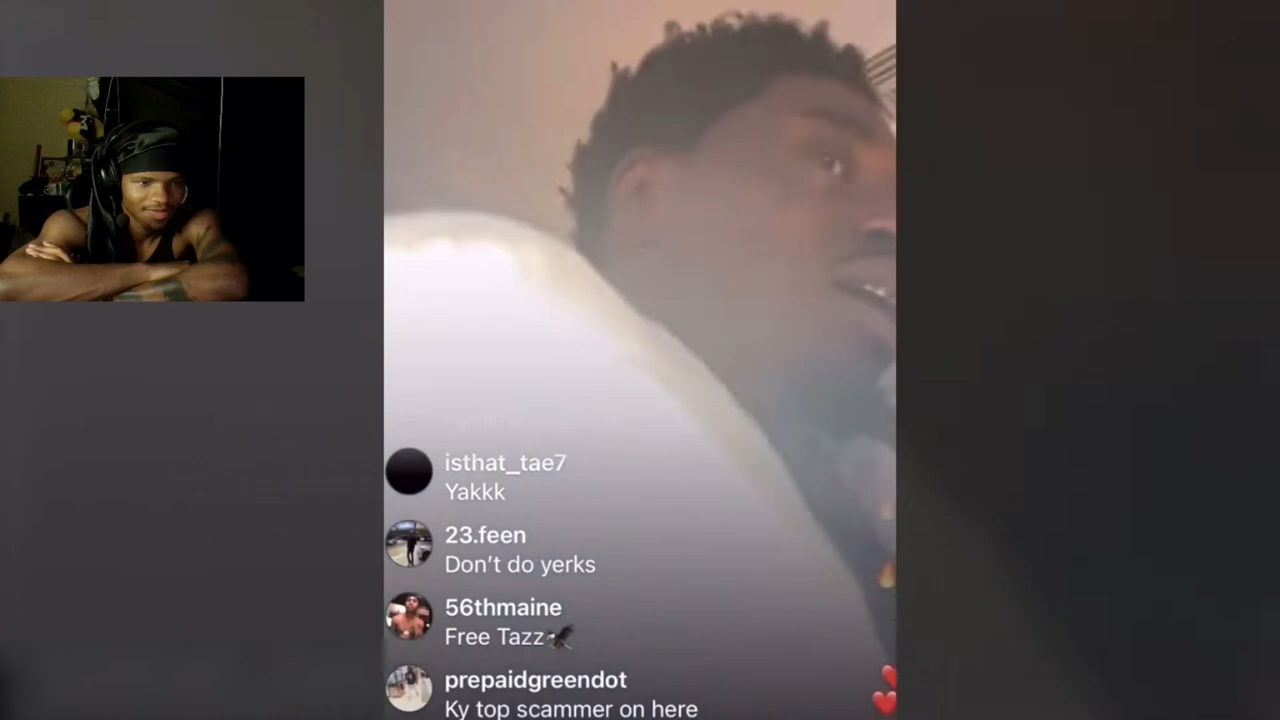 isthat_tae7
Yakkk
23.feen
Don’t do yerks
56thmaine
Free Tazz🦅
prepaidgreendot
Ky top scammer on here